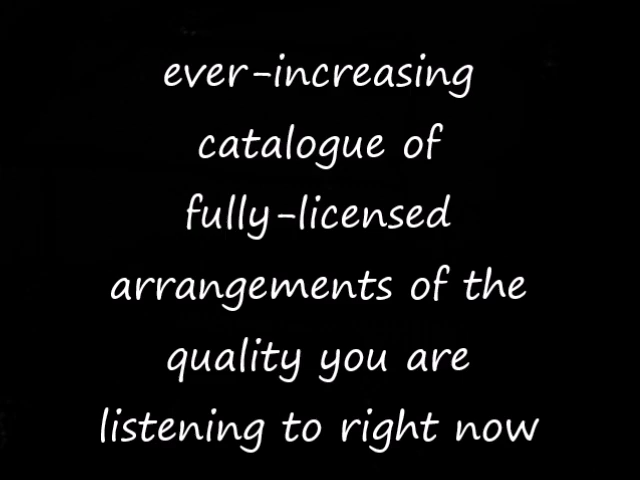 ever-increasing
catalogue of
fully-licensed
arrangements of the
quality you are
listening to right now